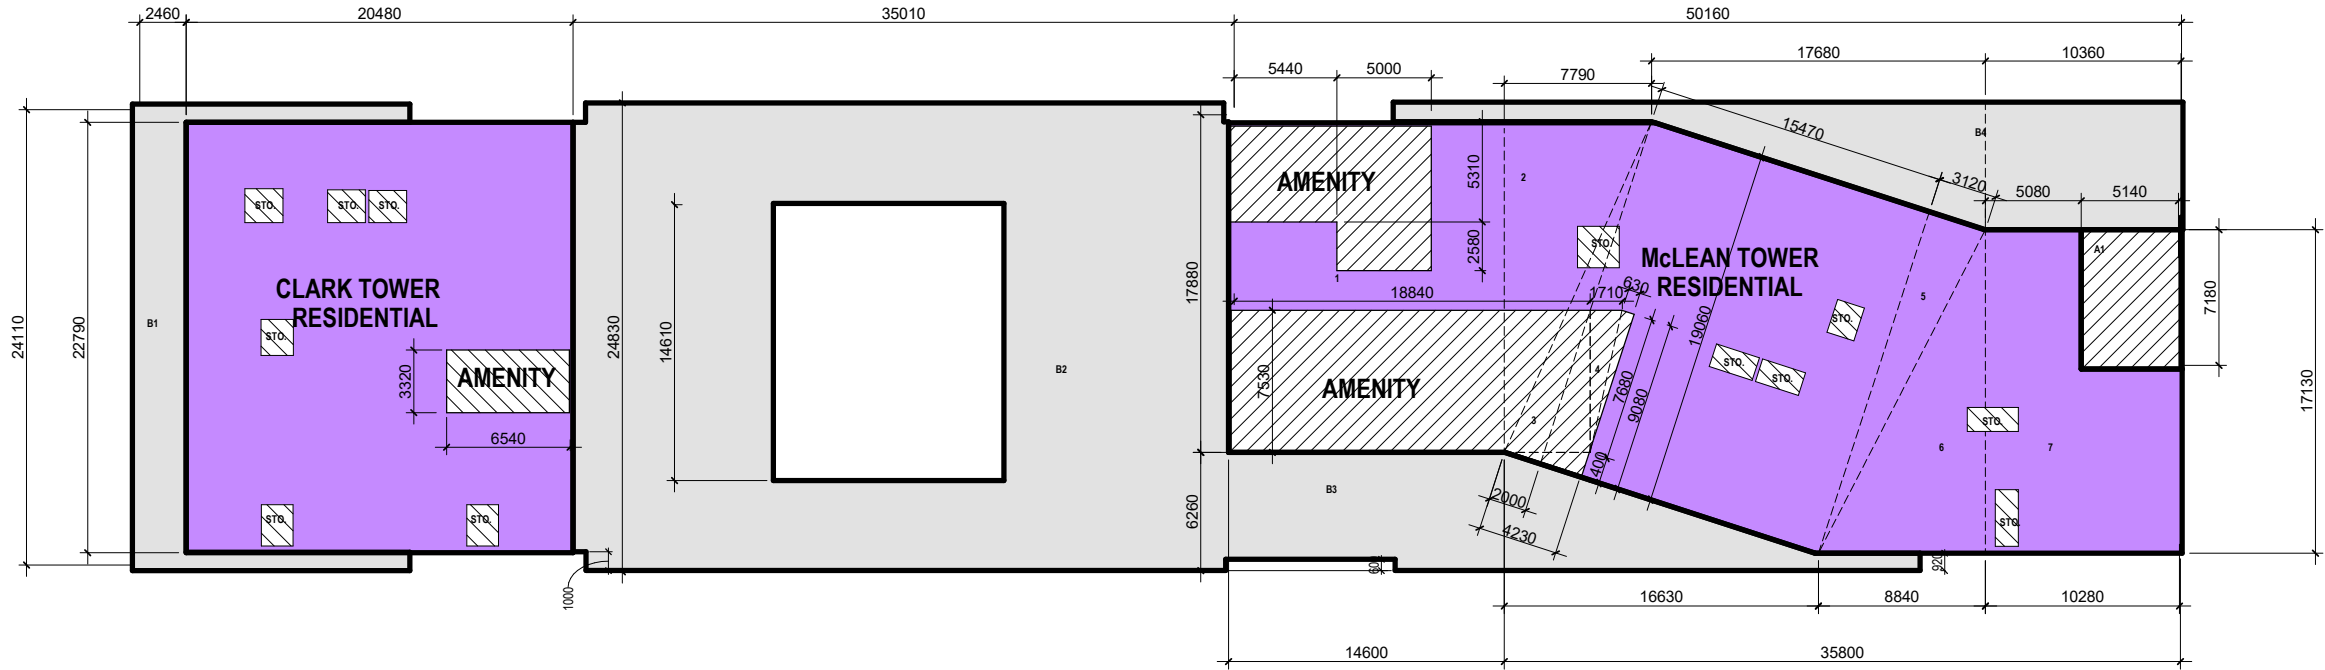 2460
20480
35010
50160
17680
10360
5440
5000
7790
15470
B4
3120
5080
5140
AMENITY
2
5310
2580
STO.
STO.
STO.
STO.
McLEAN TOWER
RESIDENTIAL
A1
7180
17130
CLARK TOWER
RESIDENTIAL
24110
22790
B1
24830
14610
17880
1
18840
1710
630
19060
5
STO.
STO.
3320
AMENITY
6540
B2
7530
AMENITY
4
3
7680
9080
STO.
STO.
STO.
6
7
400
B3
2000
4230
6260
STO.
STO.
STO.
1000
600
920
16630
8840
10280
14600
35800